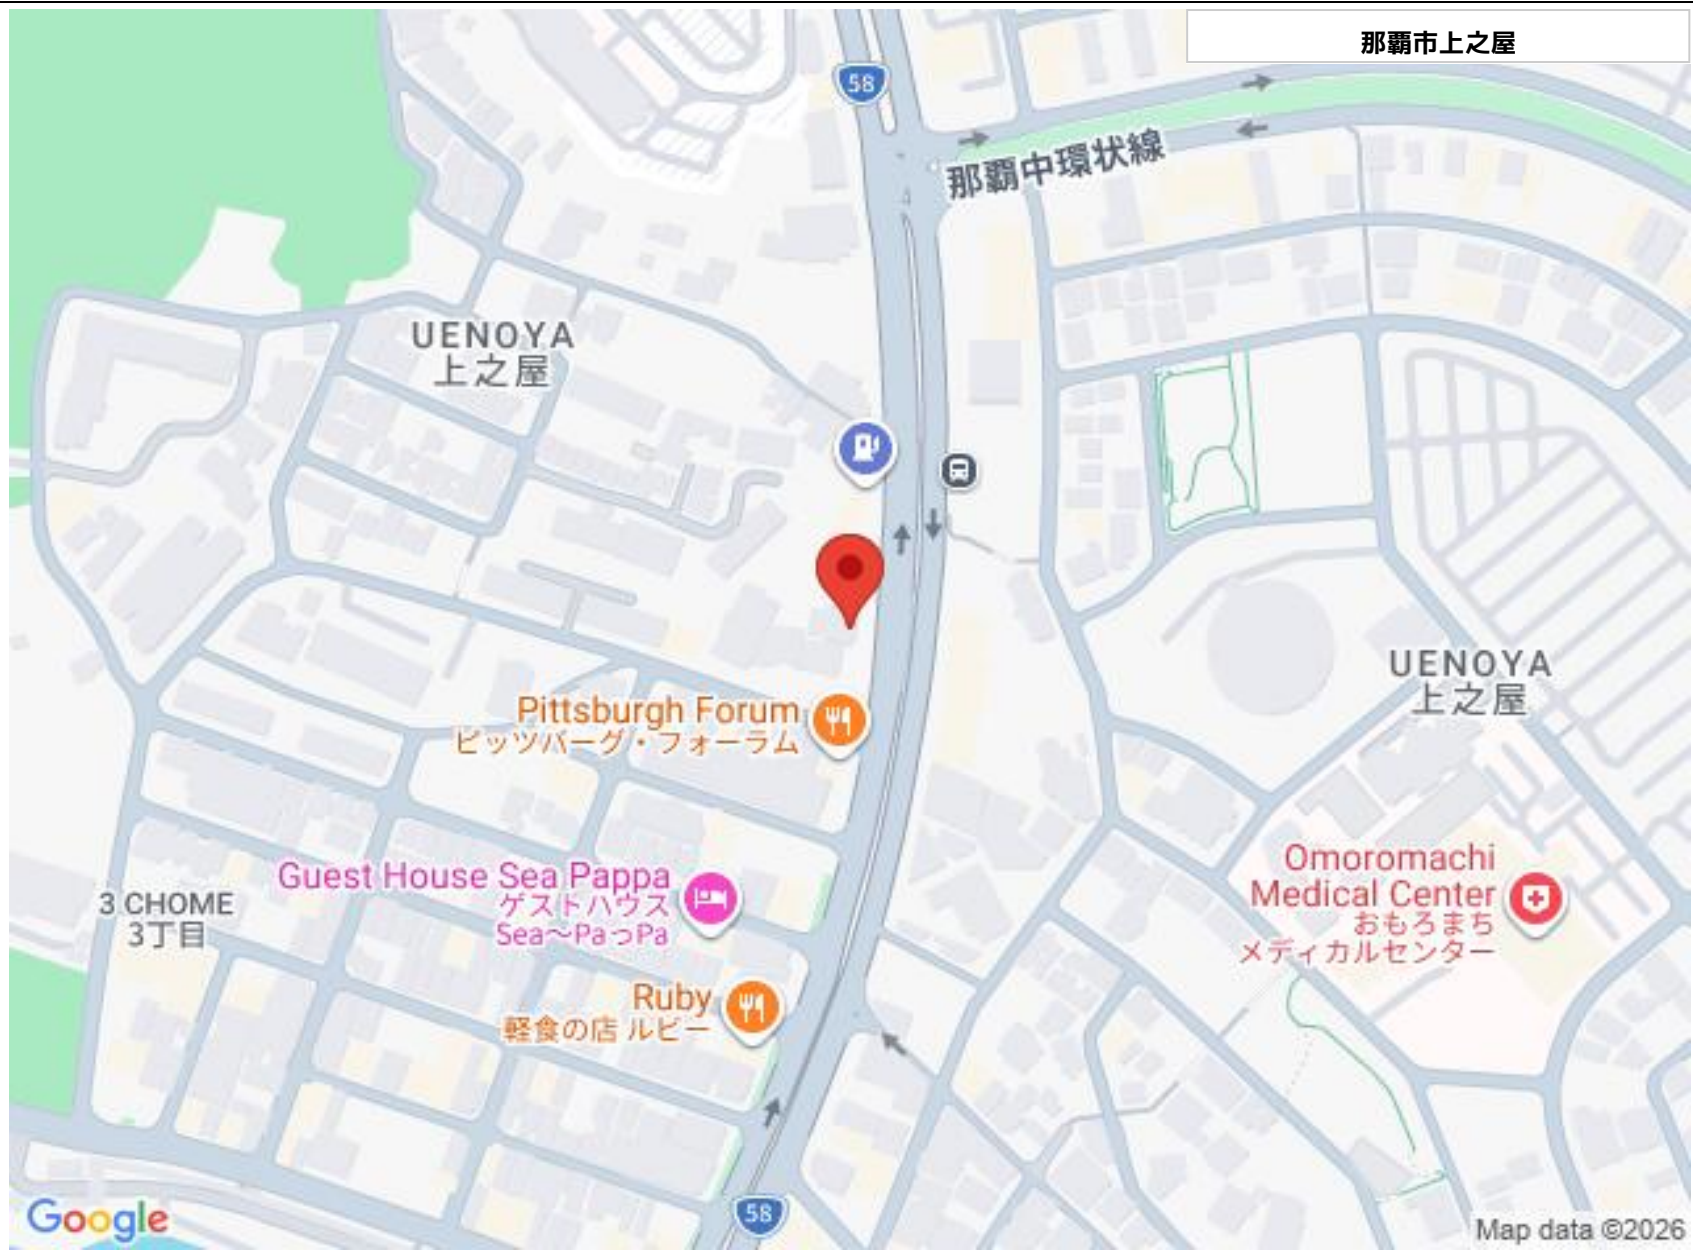 那覇市上之屋
58
那覇中環状線
UENOYA
上之屋
UENOYA
上之屋
Pittsburgh Forum
ピッツバーグ・フォーラム
Guest House Sea Pappa
ゲストハウス
Sea〜PaっPa
3 CHOME
3丁目
Omoromachi
Medical Center
おもろまち
メディカルセンター
Ruby
軽食の店 ルビー
58
Google
Map data ©2026